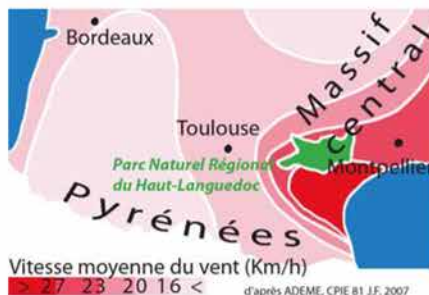 Bordeaux
Massif
central
Toulouse
Parc Naturel Régional
du Haut-Languedoc
Montpellier
Pyrénées
Vitesse moyenne du vent (Km/h)
> 27 23 20 16 <
d'après ADEME, CPIE 81 J.F. 2007